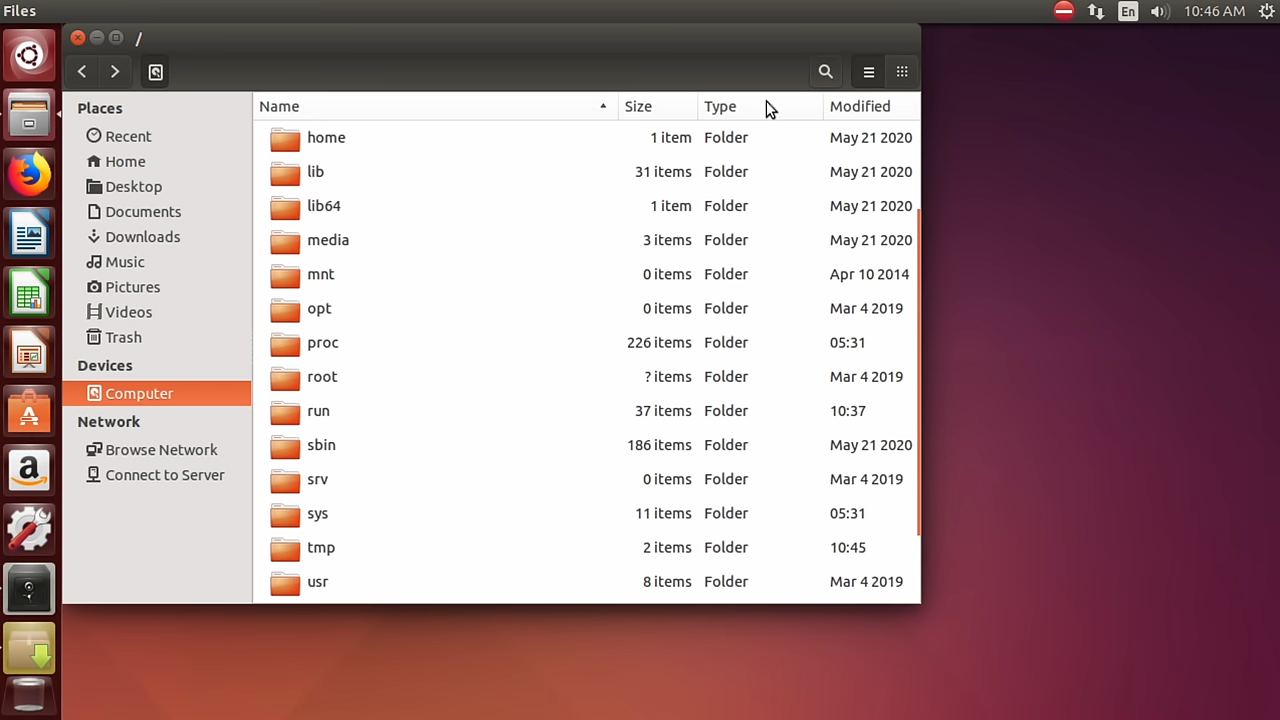 Files
En
10:46 AM
/
Places
Recent
Home
Desktop
Documents
Downloads
Music
Pictures
Videos
Trash
Devices
Computer
Network
Browse Network
Connect to Server
Name Size Type Modified
home 1 item Folder May 21 2020
lib 31 items Folder May 21 2020
lib64 1 item Folder May 21 2020
media 3 items Folder May 21 2020
mnt 0 items Folder Apr 10 2014
opt 0 items Folder Mar 4 2019
proc 226 items Folder 05:31
root ? items Folder Mar 4 2019
run 37 items Folder 10:37
sbin 186 items Folder May 21 2020
srv 0 items Folder Mar 4 2019
sys 11 items Folder 05:31
tmp 2 items Folder 10:45
usr 8 items Folder Mar 4 2019